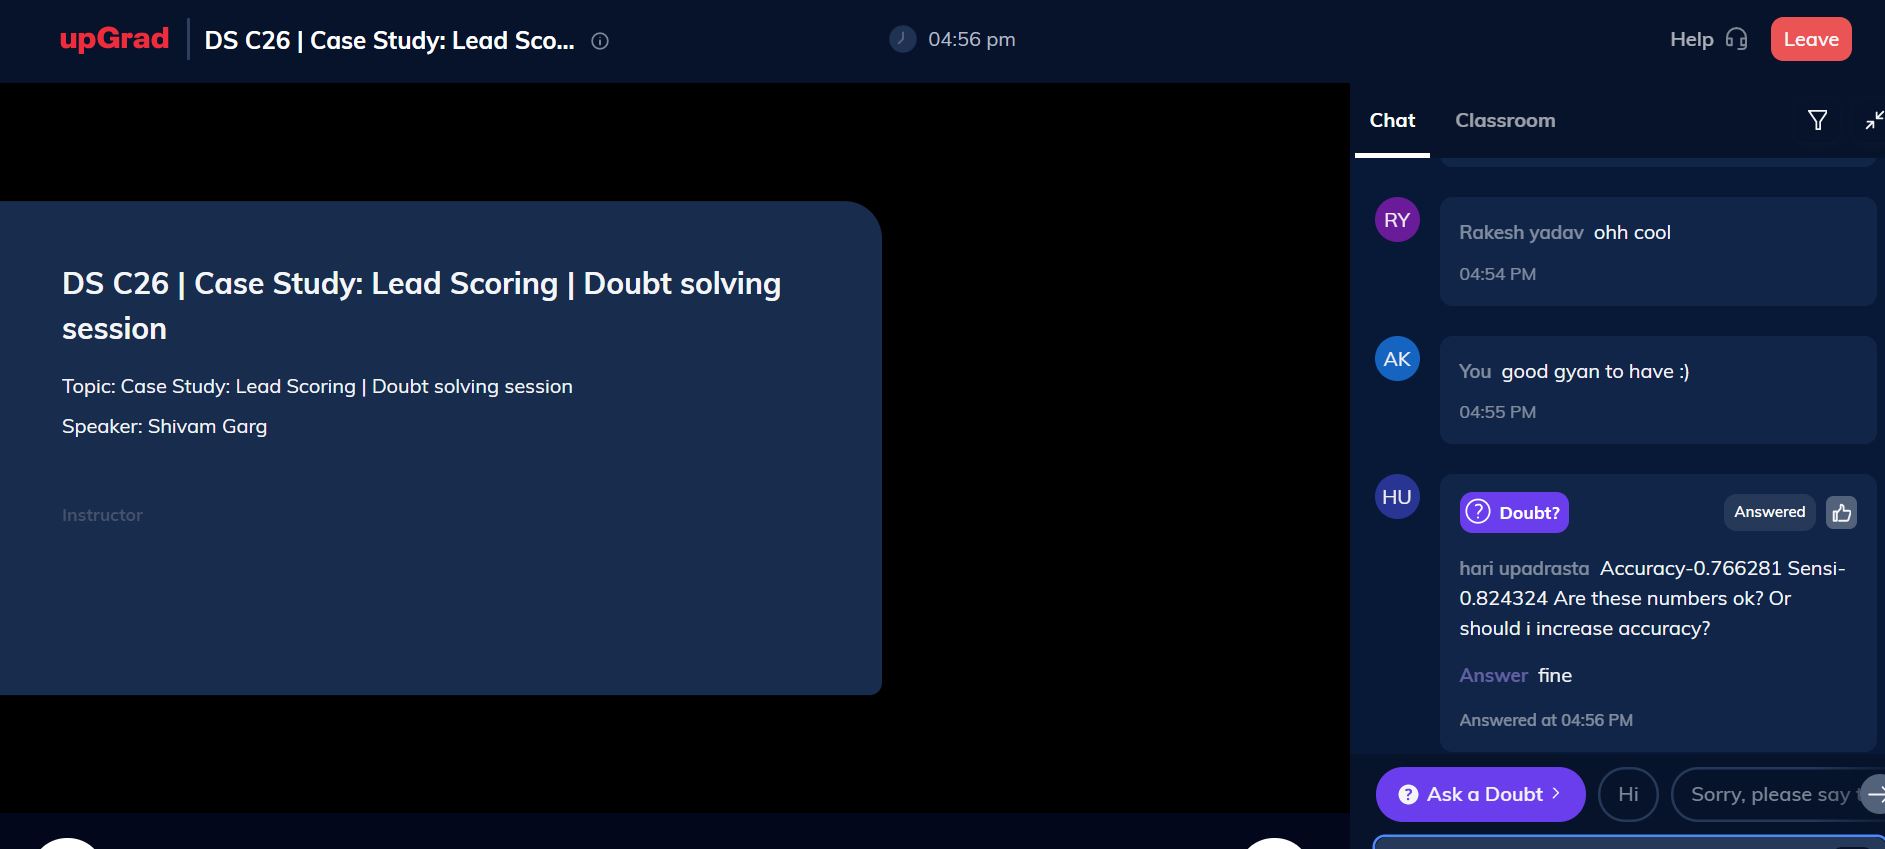 upGrad
DS C26 | Case Study: Lead Sco...
04:56 pm
Help
Leave
DS C26 | Case Study: Lead Scoring | Doubt solving
session
Topic: Case Study: Lead Scoring | Doubt solving session
Speaker: Shivam Garg
Instructor
Chat
Classroom
RY
Rakesh yadav ohh cool
04:54 PM
AK
You good gyan to have :)
04:55 PM
HU
? Doubt?
Answered
hari upadrasta Accuracy-0.766281 Sensi-
0.824324 Are these numbers ok? Or
should i increase accuracy?
Answer fine
Answered at 04:56 PM
? Ask a Doubt >
Hi
Sorry, please say